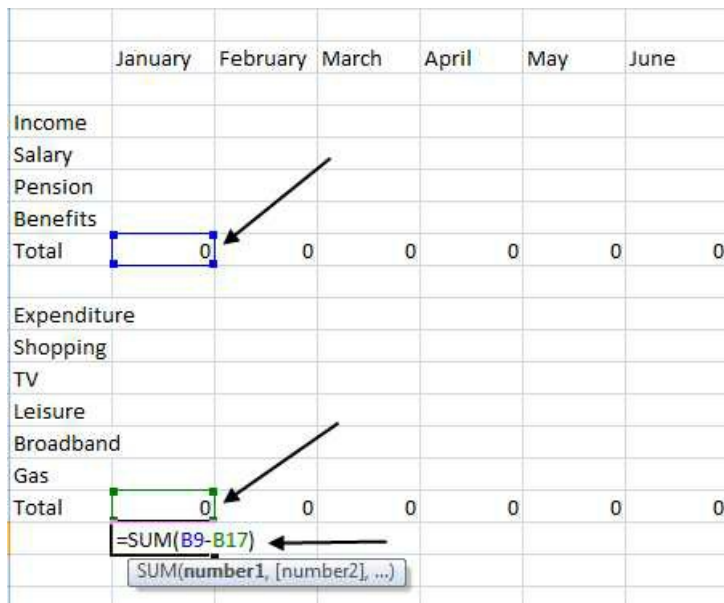 January February March April May June
Income
Salary
Pension
Benefits
Total 0 0 0 0 0 0
Expenditure
Shopping
TV
Leisure
Broadband
Gas
Total 0 0 0 0 0 0
=SUM(B9-B17)
SUM(number1, [number2], ...)